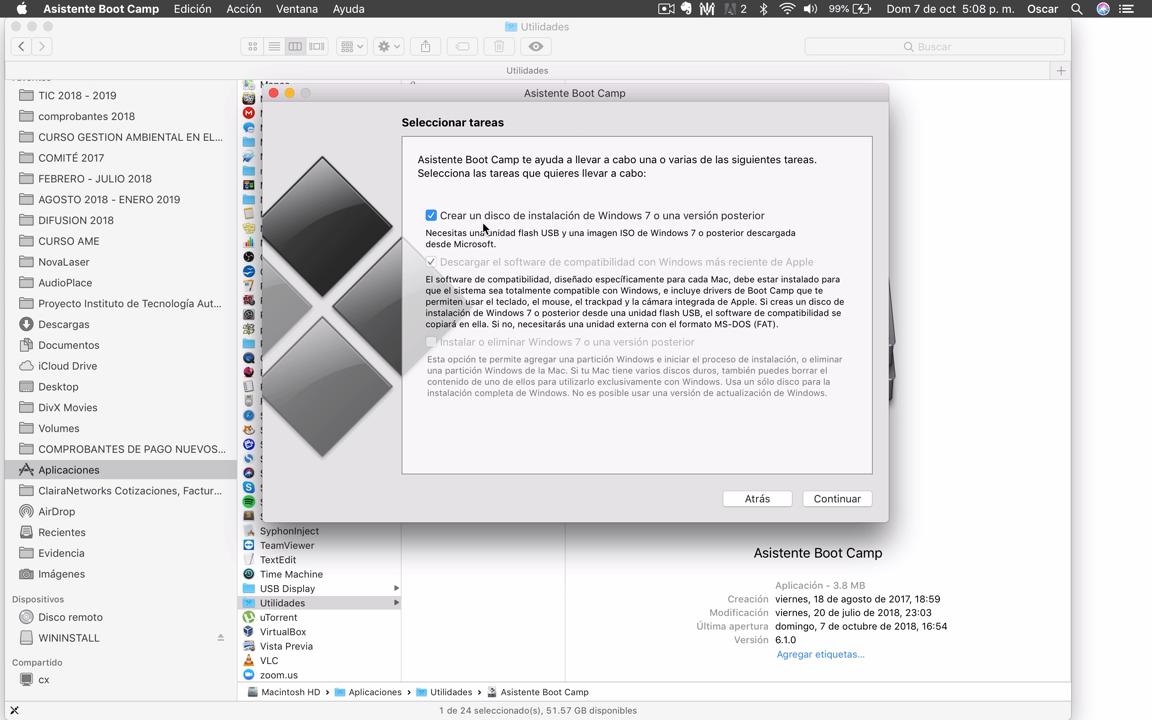 Asistente Boot Camp Edición Acción Ventana Ayuda 2 99% Dom 7 de oct 5:08 p. m. Oscar
Utilidades
Buscar
Utilidades
TIC 2018 - 2019
comprobantes 2018
CURSO GESTION AMBIENTAL EN EL...
COMITÉ 2017
FEBRERO - JULIO 2018
AGOSTO 2018 - ENERO 2019
DIFUSION 2018
CURSO AME
NovaLaser
AudioPlace
Proyecto Instituto de Tecnología Aut...
Descargas
Documentos
iCloud Drive
Desktop
DivX Movies
Volumes
COMPROBANTES DE PAGO NUEVOS...
Aplicaciones
ClairaNetworks Cotizaciones, Factur...
AirDrop
Recientes
Evidencia
Imágenes
Dispositivos
Disco remoto
WININSTALL
Compartido
cx
Asistente Boot Camp
Seleccionar tareas
Asistente Boot Camp te ayuda a llevar a cabo una o varias de las siguientes tareas.
Selecciona las tareas que quieres llevar a cabo:
Crear un disco de instalación de Windows 7 o una versión posterior
Necesitas una unidad flash USB y una imagen ISO de Windows 7 o posterior descargada
desde Microsoft.
Descargar el software de compatibilidad con Windows más reciente de Apple
El software de compatibilidad, diseñado específicamente para cada Mac, debe estar instalado para
que el sistema sea totalmente compatible con Windows, e incluye drivers de Boot Camp que te
permiten usar el teclado, el mouse, el trackpad y la cámara integrada de Apple. Si creas un disco de
instalación de Windows 7 o posterior desde una unidad flash USB, el software de compatibilidad se
copiará en ella. Si no, necesitarás una unidad externa con el formato MS-DOS (FAT).
Instalar o eliminar Windows 7 o una versión posterior
Esta opción te permite agregar una partición Windows e iniciar el proceso de instalación, o eliminar
una partición Windows de la Mac. Si tu Mac tiene varios discos duros, también puedes borrar el
contenido de uno de ellos para utilizarlo exclusivamente con Windows. Usa un sólo disco para la
instalación completa de Windows. No es posible usar una versión de actualización de Windows.
Atrás Continuar
SyphonInject
TeamViewer
TextEdit
Time Machine
USB Display
Utilidades
uTorrent
VirtualBox
Vista Previa
VLC
zoom.us
Asistente Boot Camp
Aplicación - 3.8 MB
Creación viernes, 18 de agosto de 2017, 18:59
Modificación viernes, 20 de julio de 2018, 23:03
Última apertura domingo, 7 de octubre de 2018, 16:54
Versión 6.1.0
Agregar etiquetas...
Macintosh HD › Aplicaciones › Utilidades › Asistente Boot Camp
1 de 24 seleccionado(s), 51.57 GB disponibles